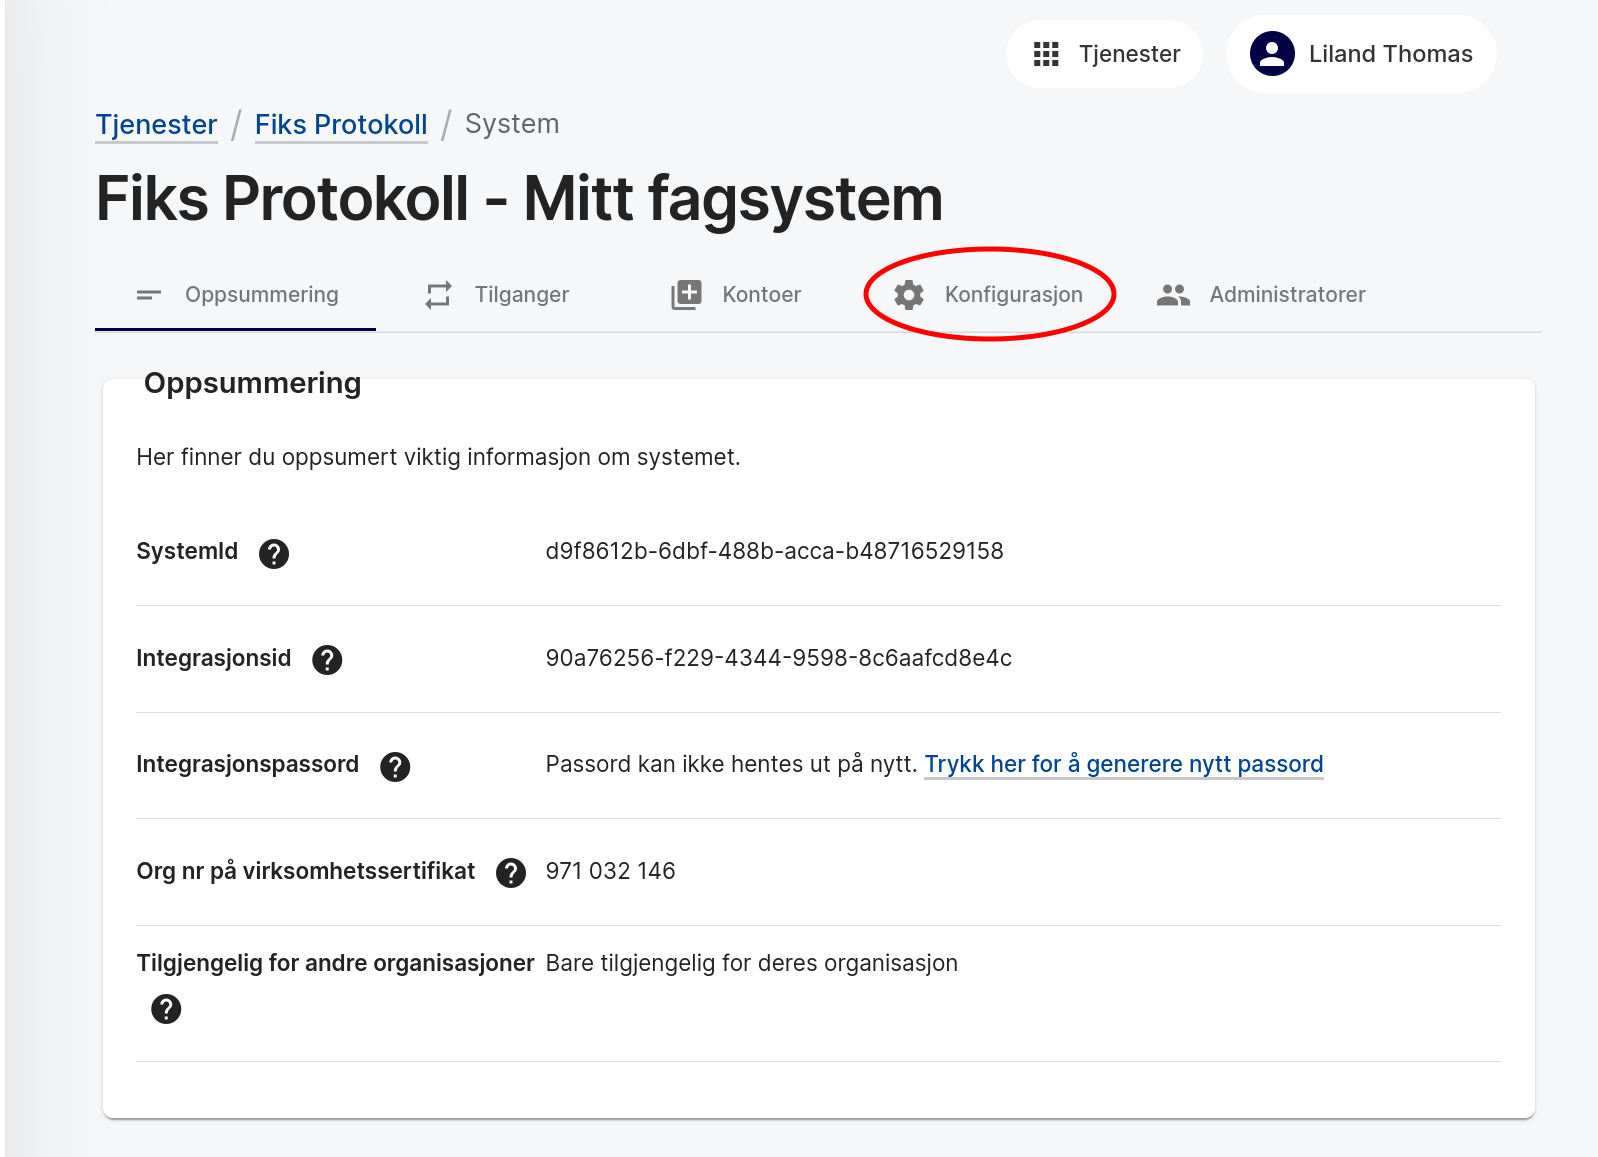 Tjenester
Liland Thomas
Tjenester / Fiks Protokoll / System
Fiks Protokoll - Mitt fagsystem
Oppsummering
Tilganger
Kontoer
Konfigurasjon
Administratorer
Oppsummering
Her finner du oppsumert viktig informasjon om systemet.
SystemId
d9f8612b-6dbf-488b-acca-b48716529158
Integrasjonsid
90a76256-f229-4344-9598-8c6aafcd8e4c
Integrasjonspassord
Passord kan ikke hentes ut på nytt. Trykk her for å generere nytt passord
Org nr på virksomhetssertifikat
971 032 146
Tilgjengelig for andre organisasjoner
Bare tilgjengelig for deres organisasjon